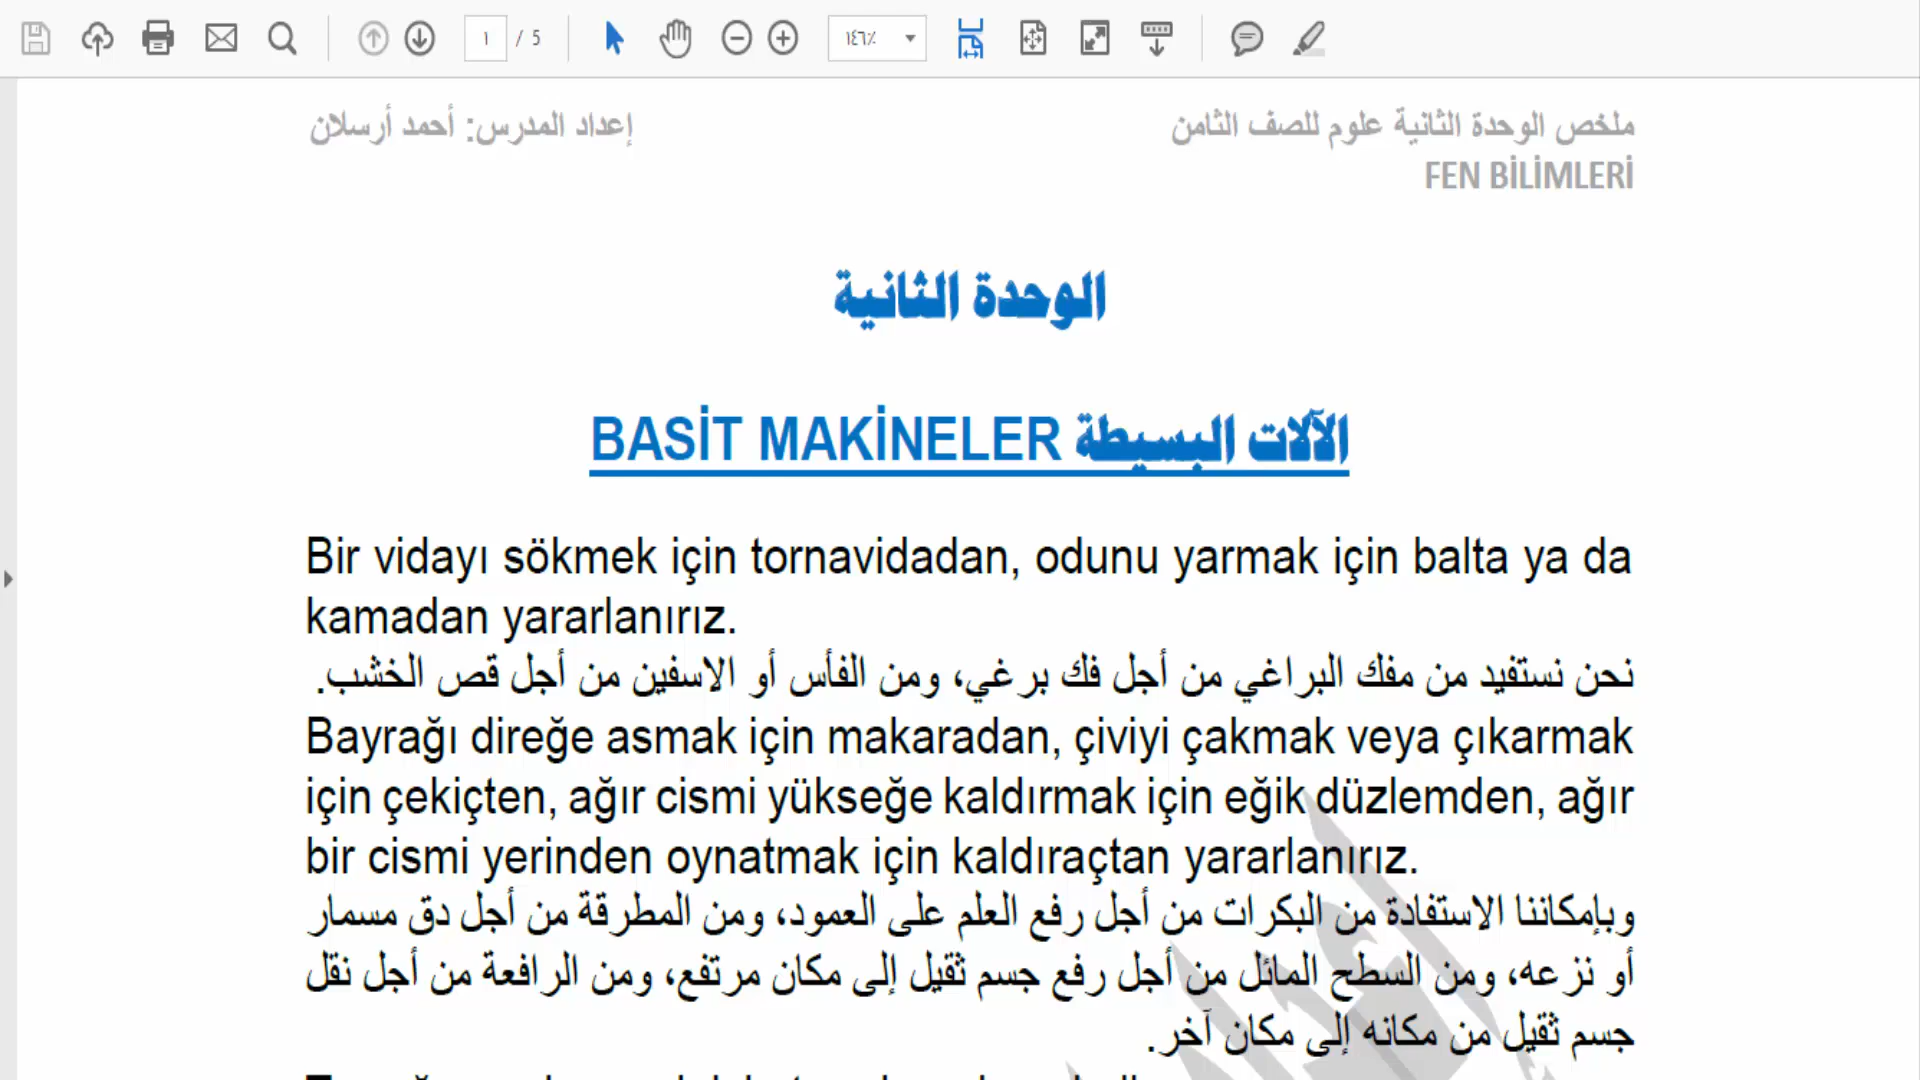 ١ / 5
١٤٦٪
ملخص الوحدة الثانية علوم للصف الثامن إعداد المدرس: أحمد أرسلان
FEN BİLİMLERİ
الوحدة الثانية
الآلات البسيطة BASİT MAKİNELER
Bir vidayı sökmek için tornavidadan, odunu yarmak için balta ya da
kamadan yararlanırız.
نحن نستفيد من مفك البراغي من أجل فك برغي، ومن الفأس أو الاسفين من أجل قص الخشب.
Bayrağı direğe asmak için makaradan, çiviyi çakmak veya çıkarmak
için çekiçten, ağır cismi yükseğe kaldırmak için eğik düzlemden, ağır
bir cismi yerinden oynatmak için kaldıraçtan yararlanırız.
وبإمكاننا الاستفادة من البكرات من أجل رفع العلم على العمود، ومن المطرقة من أجل دق مسمار
أو نزعه، ومن السطح المائل من أجل رفع جسم ثقيل إلى مكان مرتفع، ومن الرافعة من أجل نقل
جسم ثقيل من مكانه إلى مكان آخر.